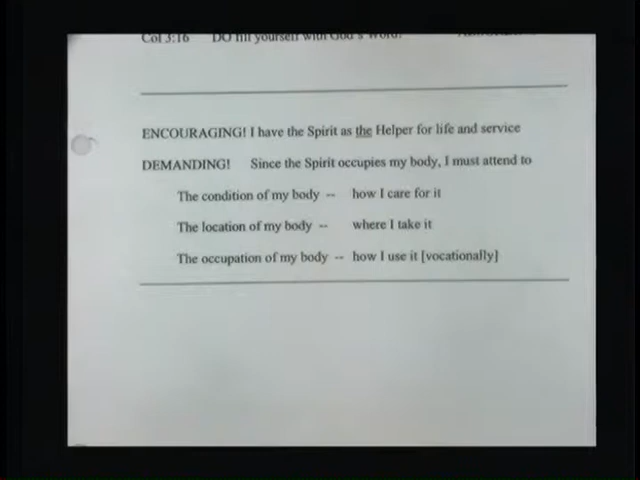 Col 3:16 DO fill yourself with God's Word!
ENCOURAGING! I have the Spirit as the Helper for life and service
DEMANDING! Since the Spirit occupies my body, I must attend to
The condition of my body -- how I care for it
The location of my body -- where I take it
The occupation of my body -- how I use it [vocationally]